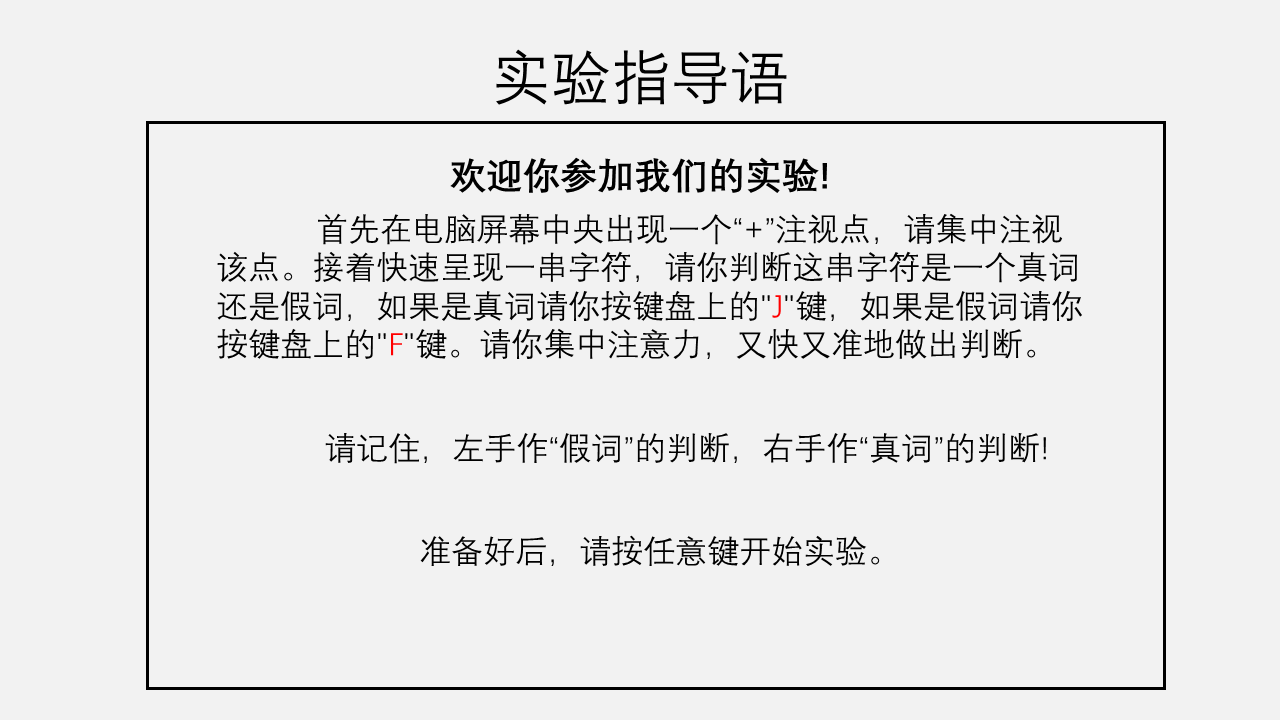 实验指导语
欢迎你参加我们的实验!
首先在电脑屏幕中央出现一个“+”注视点，请集中注视
该点。接着快速呈现一串字符，请你判断这串字符是一个真词
还是假词，如果是真词请你按键盘上的"J"键，如果是假词请你
按键盘上的"F"键。请你集中注意力，又快又准地做出判断。
请记住，左手作“假词”的判断，右手作“真词”的判断!
准备好后，请按任意键开始实验。